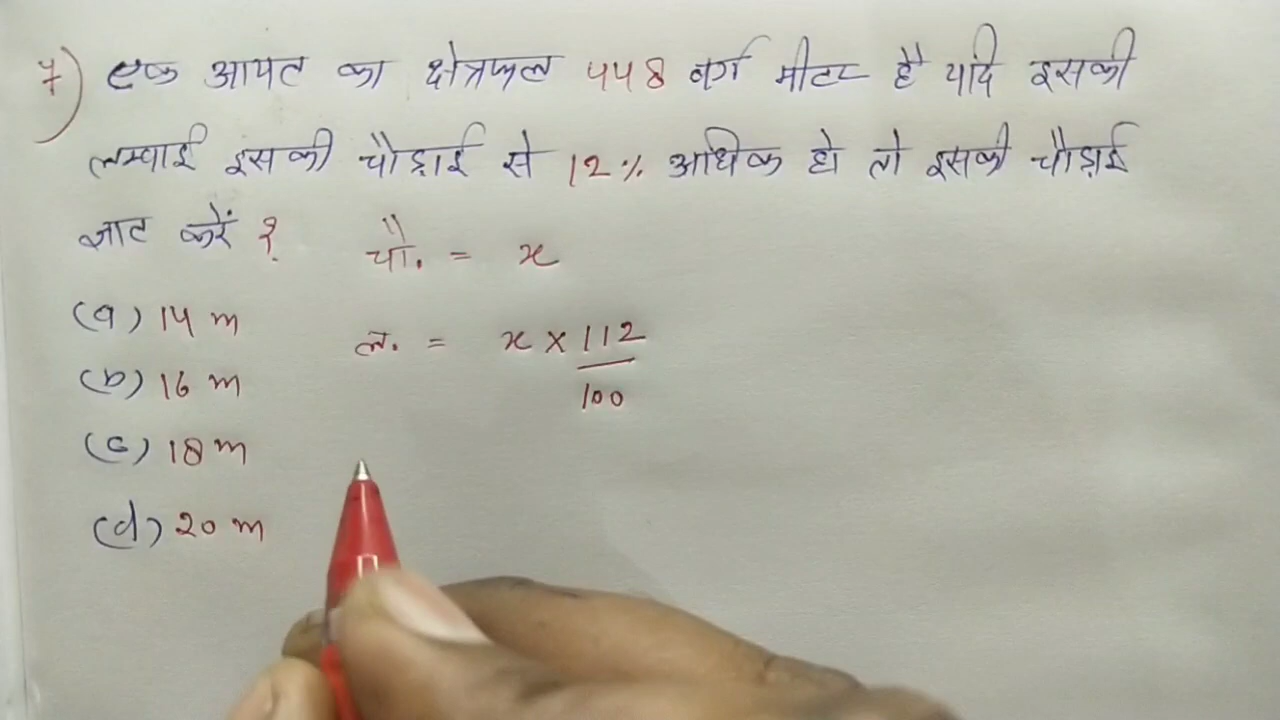 7) एक आयत का क्षेत्रफल 448 वर्ग मीटर है यदि इसकी
लम्बाई इसकी चौड़ाई से 12% अधिक हो तो इसकी चौड़ाई
ज्ञात करें ?
चौ. = x
(a) 14 m
ल. = x × 112/100
(b) 16 m
(c) 18 m
(d) 20 m